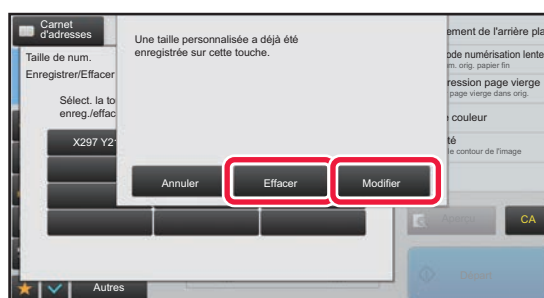 Carnet
d'adresses
Une taille personnalisée a déjà été
enregistrée sur cette touche.
Taille de num.
Enregistrer/Effacer
Sélect. la to
enreg./effac
X297 Y21
Annuler
Effacer
Modifier
Autres
ement de l'arrière pla
ode numérisation lente
m. orig. papier fin
ression page vierge
page vierge dans orig.
couleur
té
le contour de l'image
Aperçu
CA
Départ